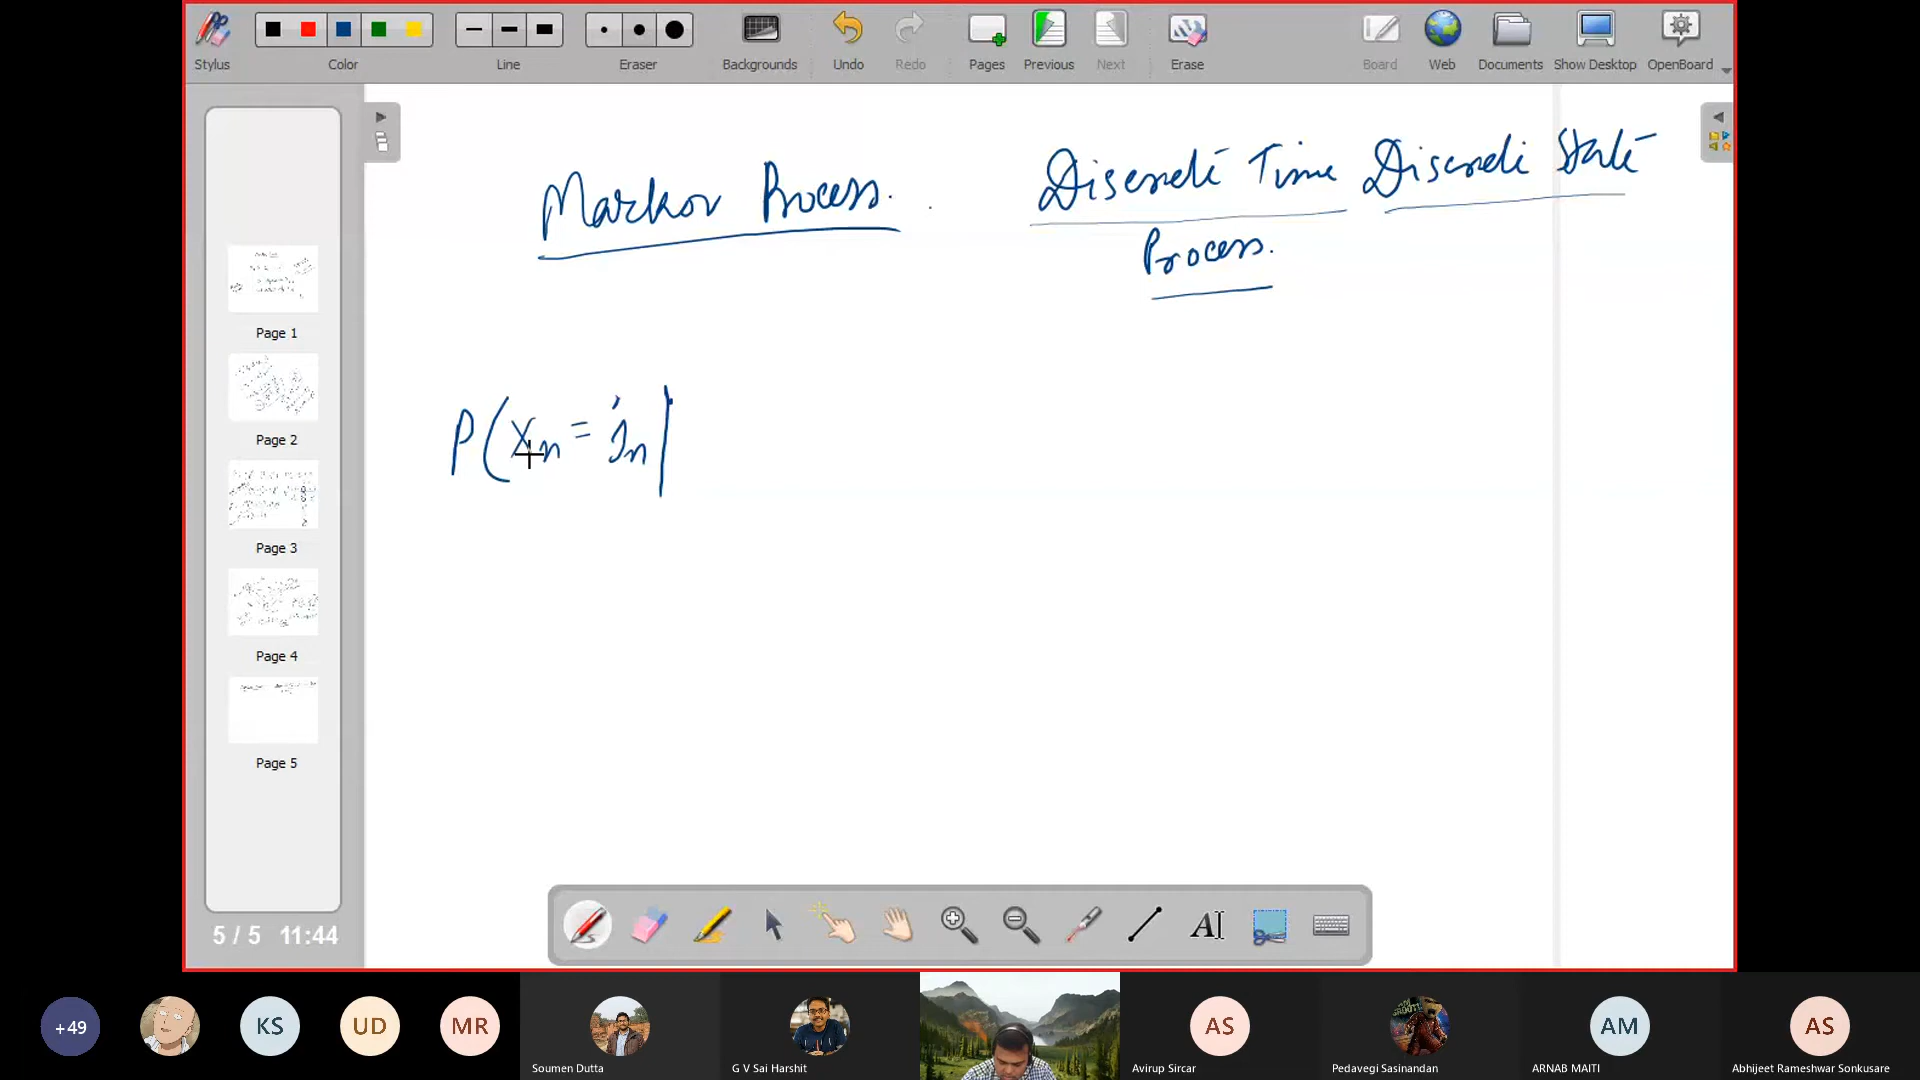 Stylus
Color
Line
Eraser
Backgrounds
Undo
Redo
Pages
Previous
Next
Erase
Board
Web
Documents
Show Desktop
OpenBoard
Markov Process.
Discrete Time Discrete State
Process.
P(Xn = jn|
Page 1
Page 2
Page 3
Page 4
Page 5
5 / 5 11:44
+49
KS
UD
MR
Soumen Dutta
G V Sai Harshit
AS
Avirup Sircar
Pedavegi Sasinandan
AM
ARNAB MAITI
AS
Abhijeet Rameshwar Sonkusare